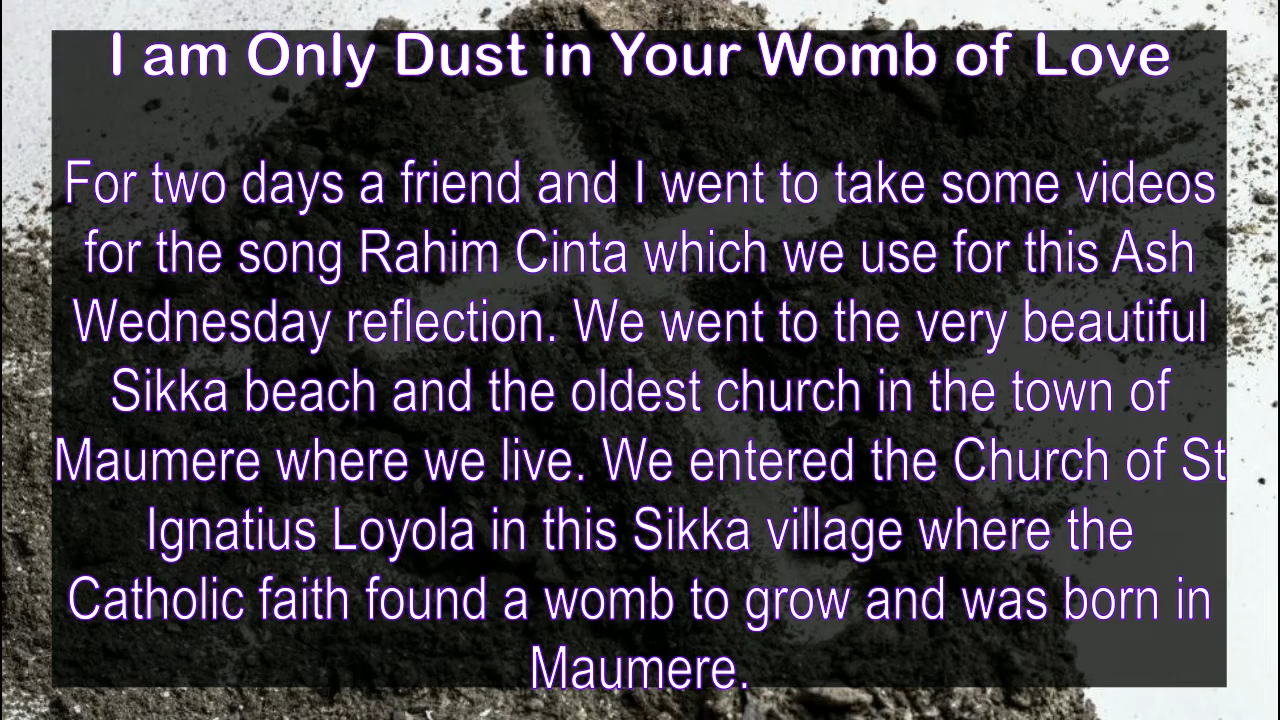 I am Only Dust in Your Womb of Love
For two days a friend and I went to take some videos
for the song Rahim Cinta which we use for this Ash
Wednesday reflection. We went to the very beautiful
Sikka beach and the oldest church in the town of
Maumere where we live. We entered the Church of St
Ignatius Loyola in this Sikka village where the
Catholic faith found a womb to grow and was born in
Maumere.